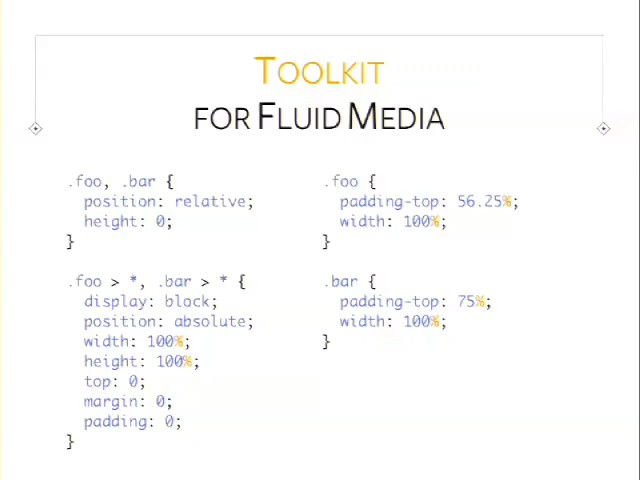 TOOLKIT
FOR FLUID MEDIA
.foo, .bar {
position: relative;
height: 0;
}
.foo > *, .bar > * {
display: block;
position: absolute;
width: 100%;
height: 100%;
top: 0;
margin: 0;
padding: 0;
}
.foo {
padding-top: 56.25%;
width: 100%;
}
.bar {
padding-top: 75%;
width: 100%;
}